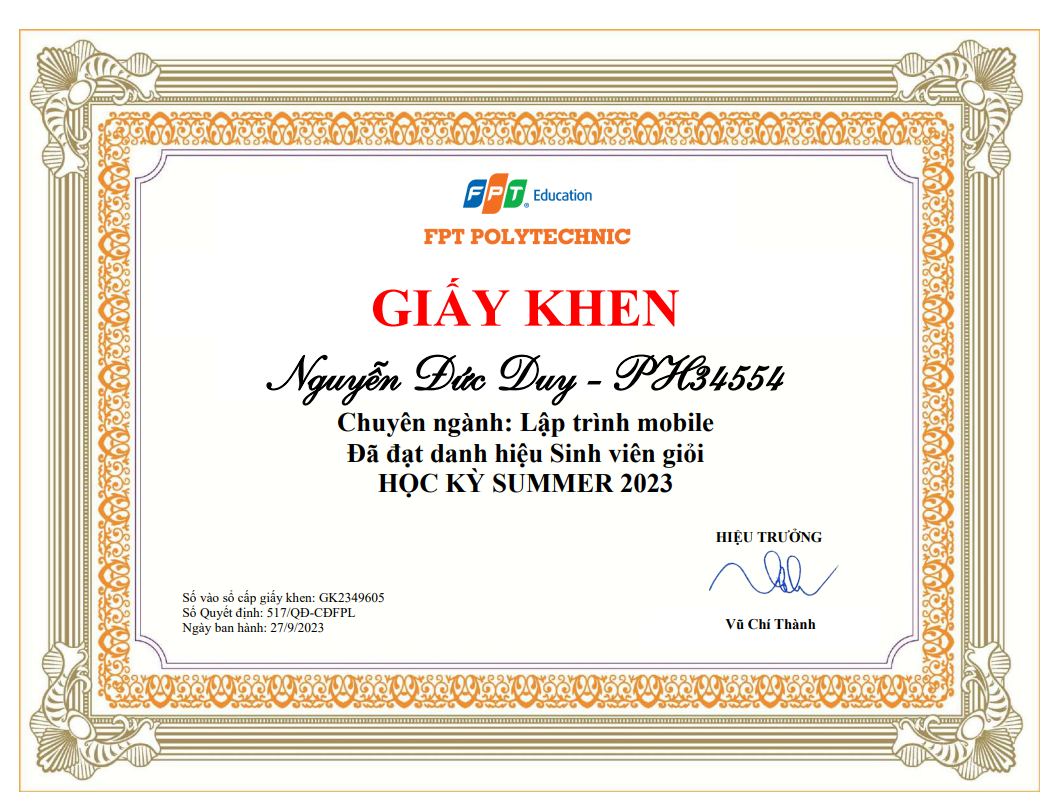 FPT Education
FPT POLYTECHNIC
GIẤY KHEN
Nguyễn Đức Duy - PH34554
Chuyên ngành: Lập trình mobile
Đã đạt danh hiệu Sinh viên giỏi
HỌC KỲ SUMMER 2023
HIỆU TRƯỞNG
Số vào sổ cấp giấy khen: GK2349605
Số Quyết định: 517/QĐ-CĐFPL
Ngày ban hành: 27/9/2023
Vũ Chí Thành